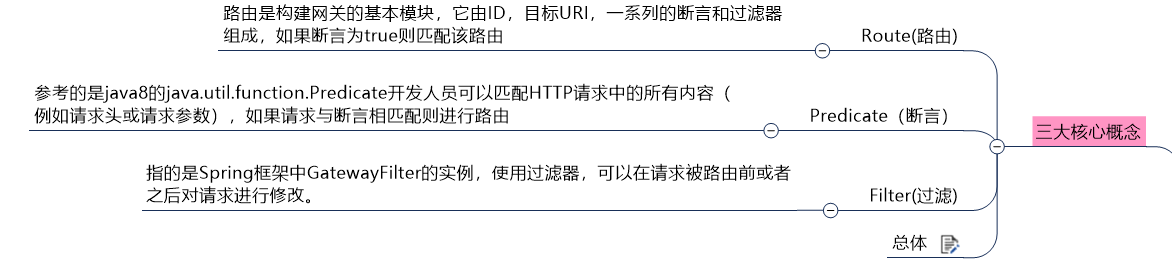 路由是构建网关的基本模块，它由ID，目标URI，一系列的断言和过滤器
组成，如果断言为true则匹配该路由
Route(路由)
参考的是java8的java.util.function.Predicate开发人员可以匹配HTTP请求中的所有内容（
例如请求头或请求参数），如果请求与断言相匹配则进行路由
Predicate（断言）
三大核心概念
指的是Spring框架中GatewayFilter的实例，使用过滤器，可以在请求被路由前或者
之后对请求进行修改。
Filter(过滤)
总体